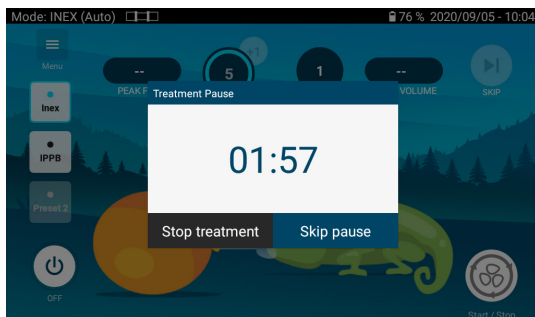 Mode: INEX (Auto) 76 % 2020/09/05 - 10:04
Menu
+1
-- 5 1 --
PEAK F VOLUME SKIP
Inex
Treatment Pause
01:57
IPPB
Preset 2
Stop treatment Skip pause
OFF
Start / Stop